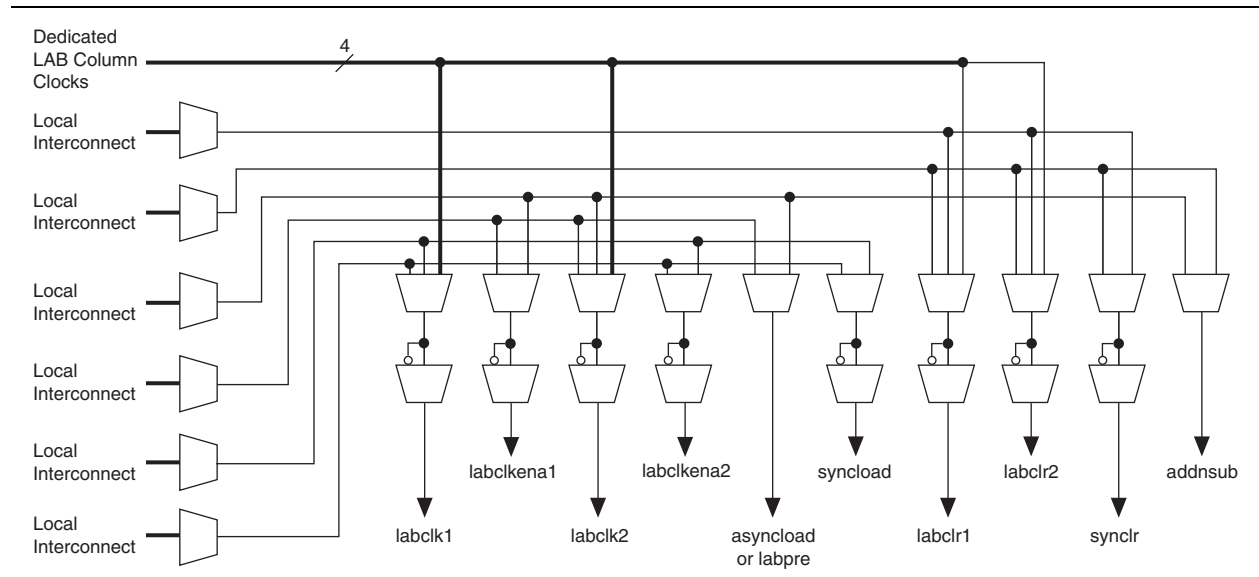 Dedicated
LAB Column
Clocks
4
Local
Interconnect
Local
Interconnect
Local
Interconnect
Local
Interconnect
Local
Interconnect
Local
Interconnect
labclkena1
labclkena2
syncload
labclr2
addnsub
labclk1
labclk2
asyncload
or labpre
labclr1
synclr